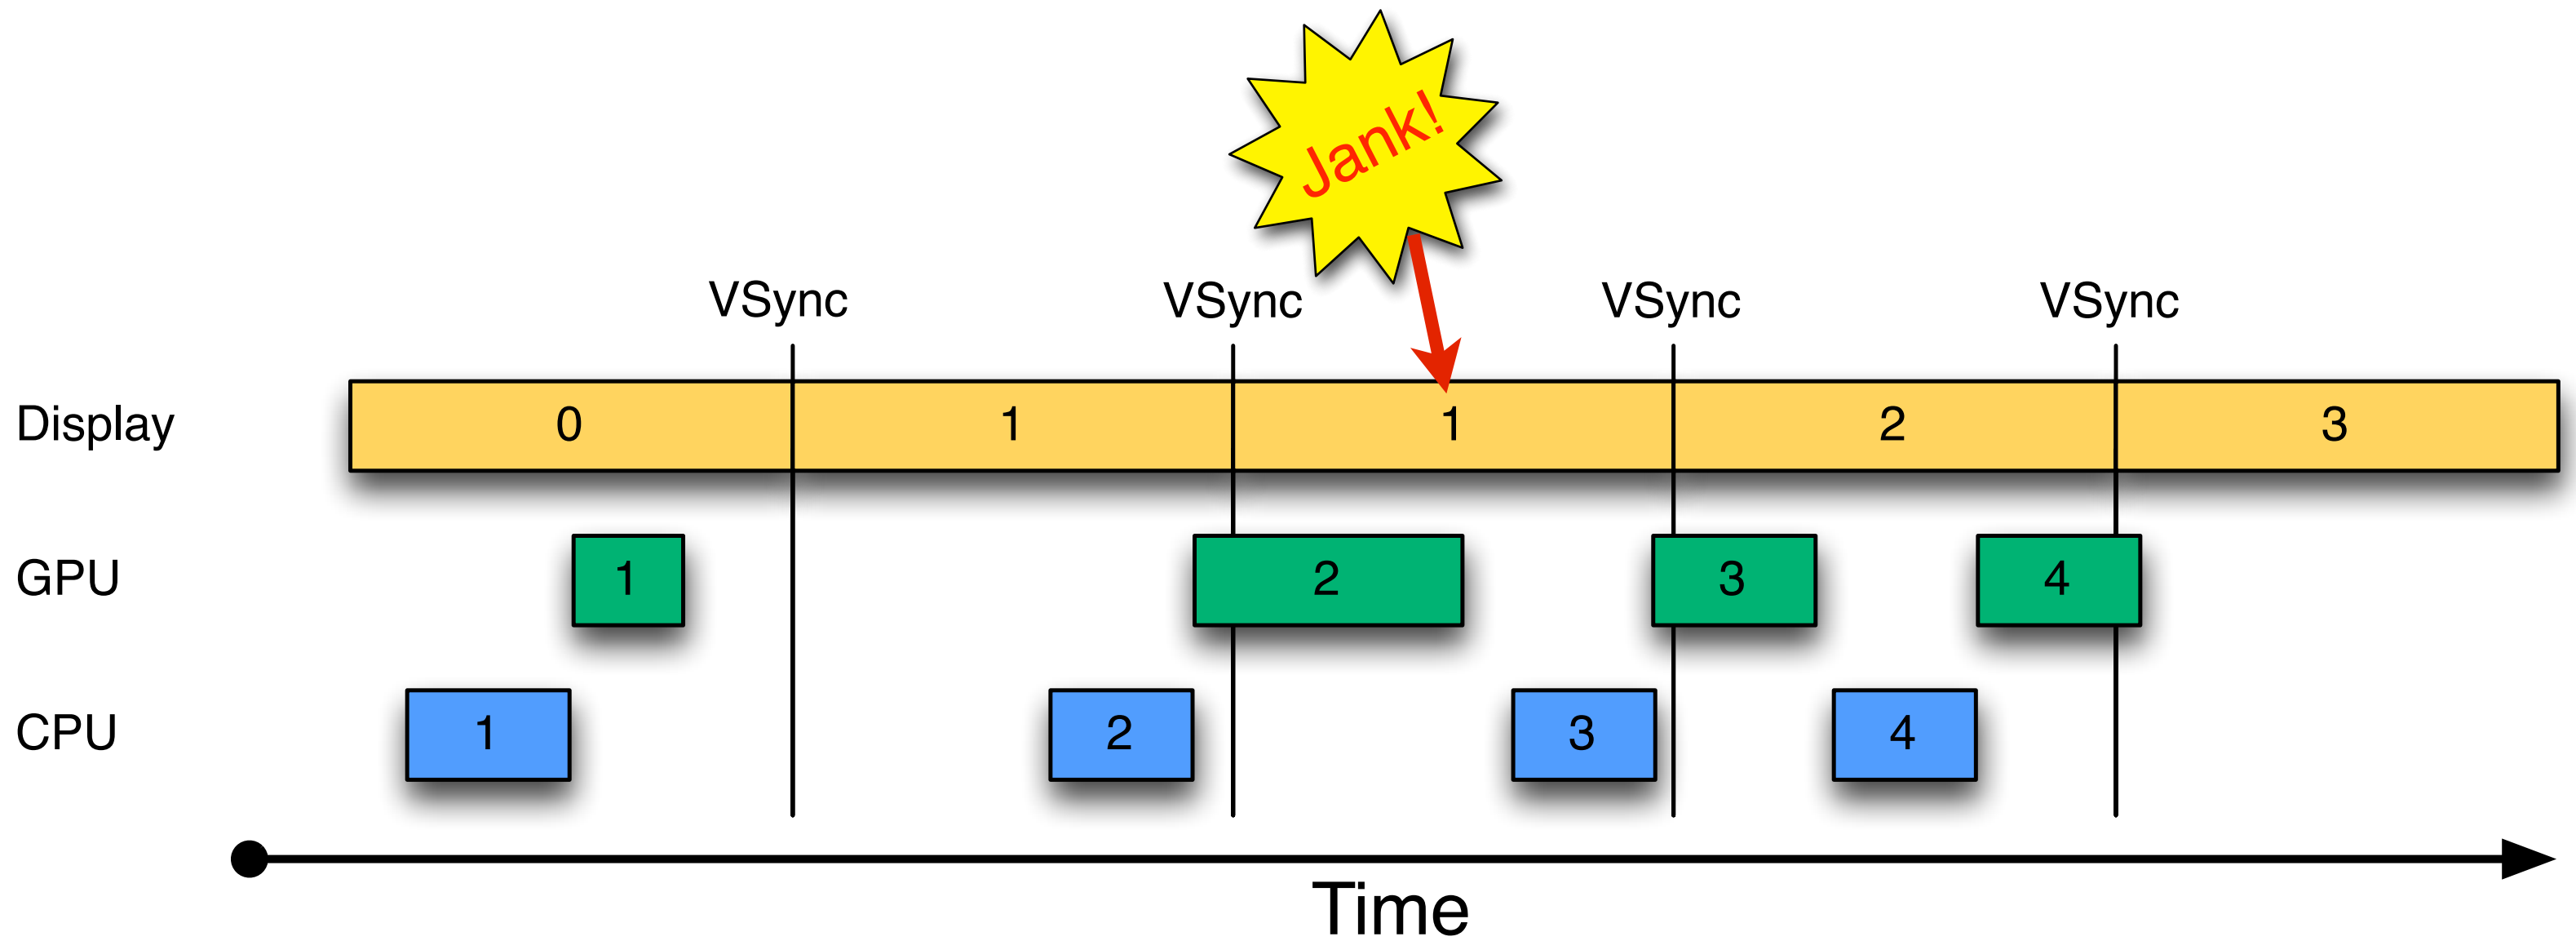 Jank!
VSync VSync VSync VSync
Display 0 1 1 2 3
GPU 1 2 3 4
CPU 1 2 3 4
Time